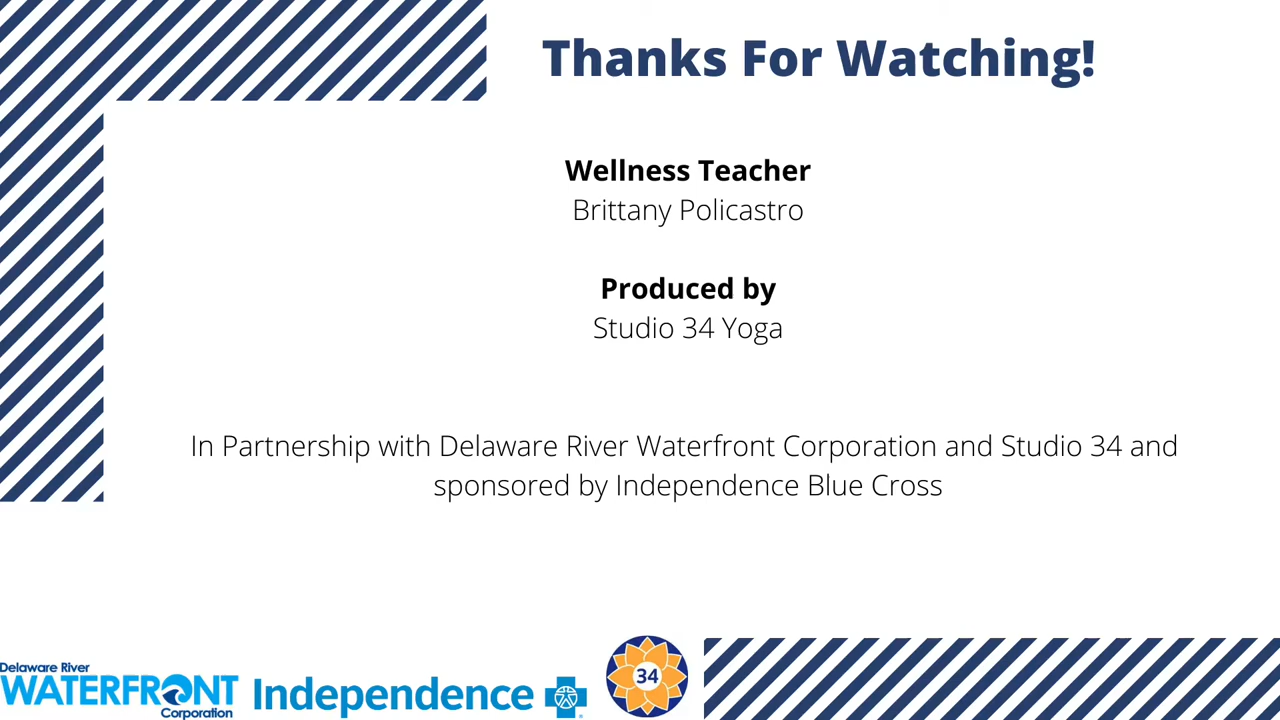 Thanks For Watching!
Wellness Teacher
Brittany Policastro
Produced by
Studio 34 Yoga
In Partnership with Delaware River Waterfront Corporation and Studio 34 and
sponsored by Independence Blue Cross
Delaware River
WATERFRONT
Corporation
Independence
34